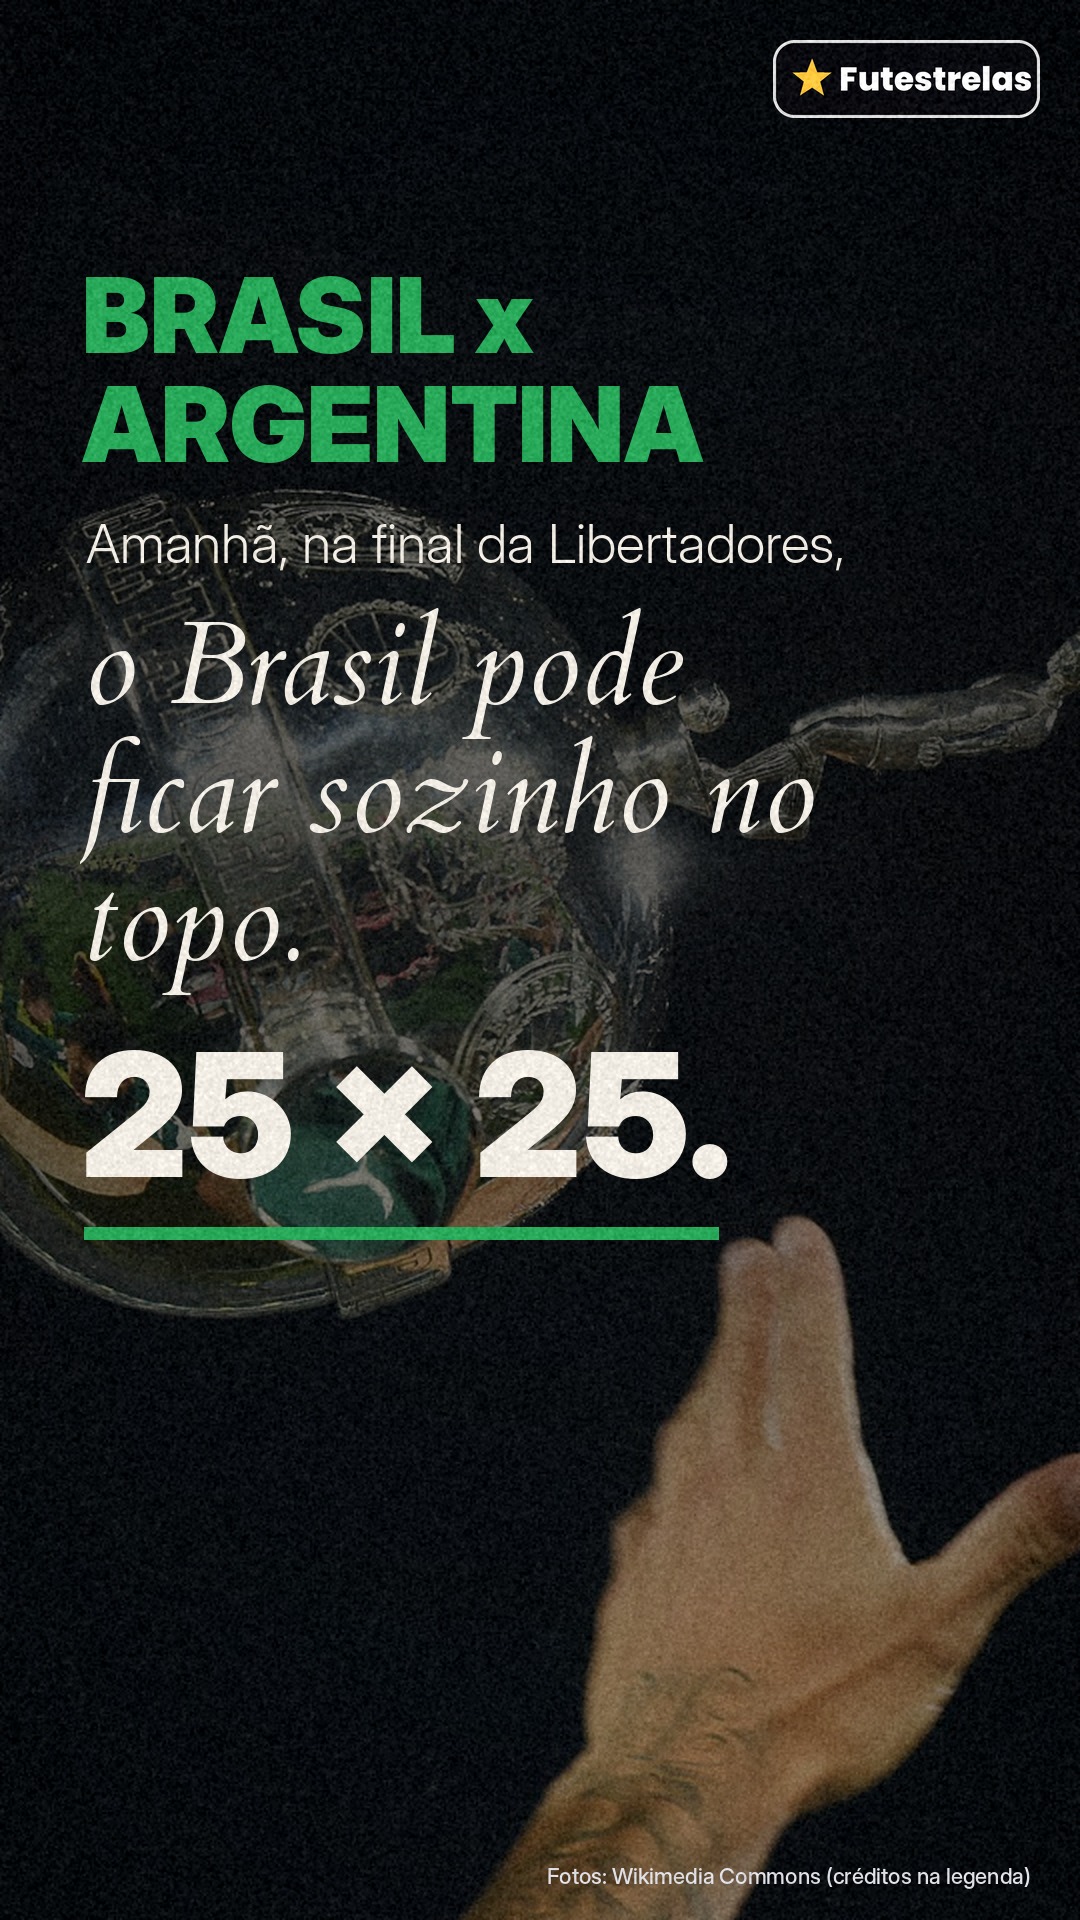 Futestrelas
BRASIL x
ARGENTINA
Amanhã, na final da Libertadores,
o Brasil pode
ficar sozinho no
topo.
25 × 25.
Fotos: Wikimedia Commons (créditos na legenda)